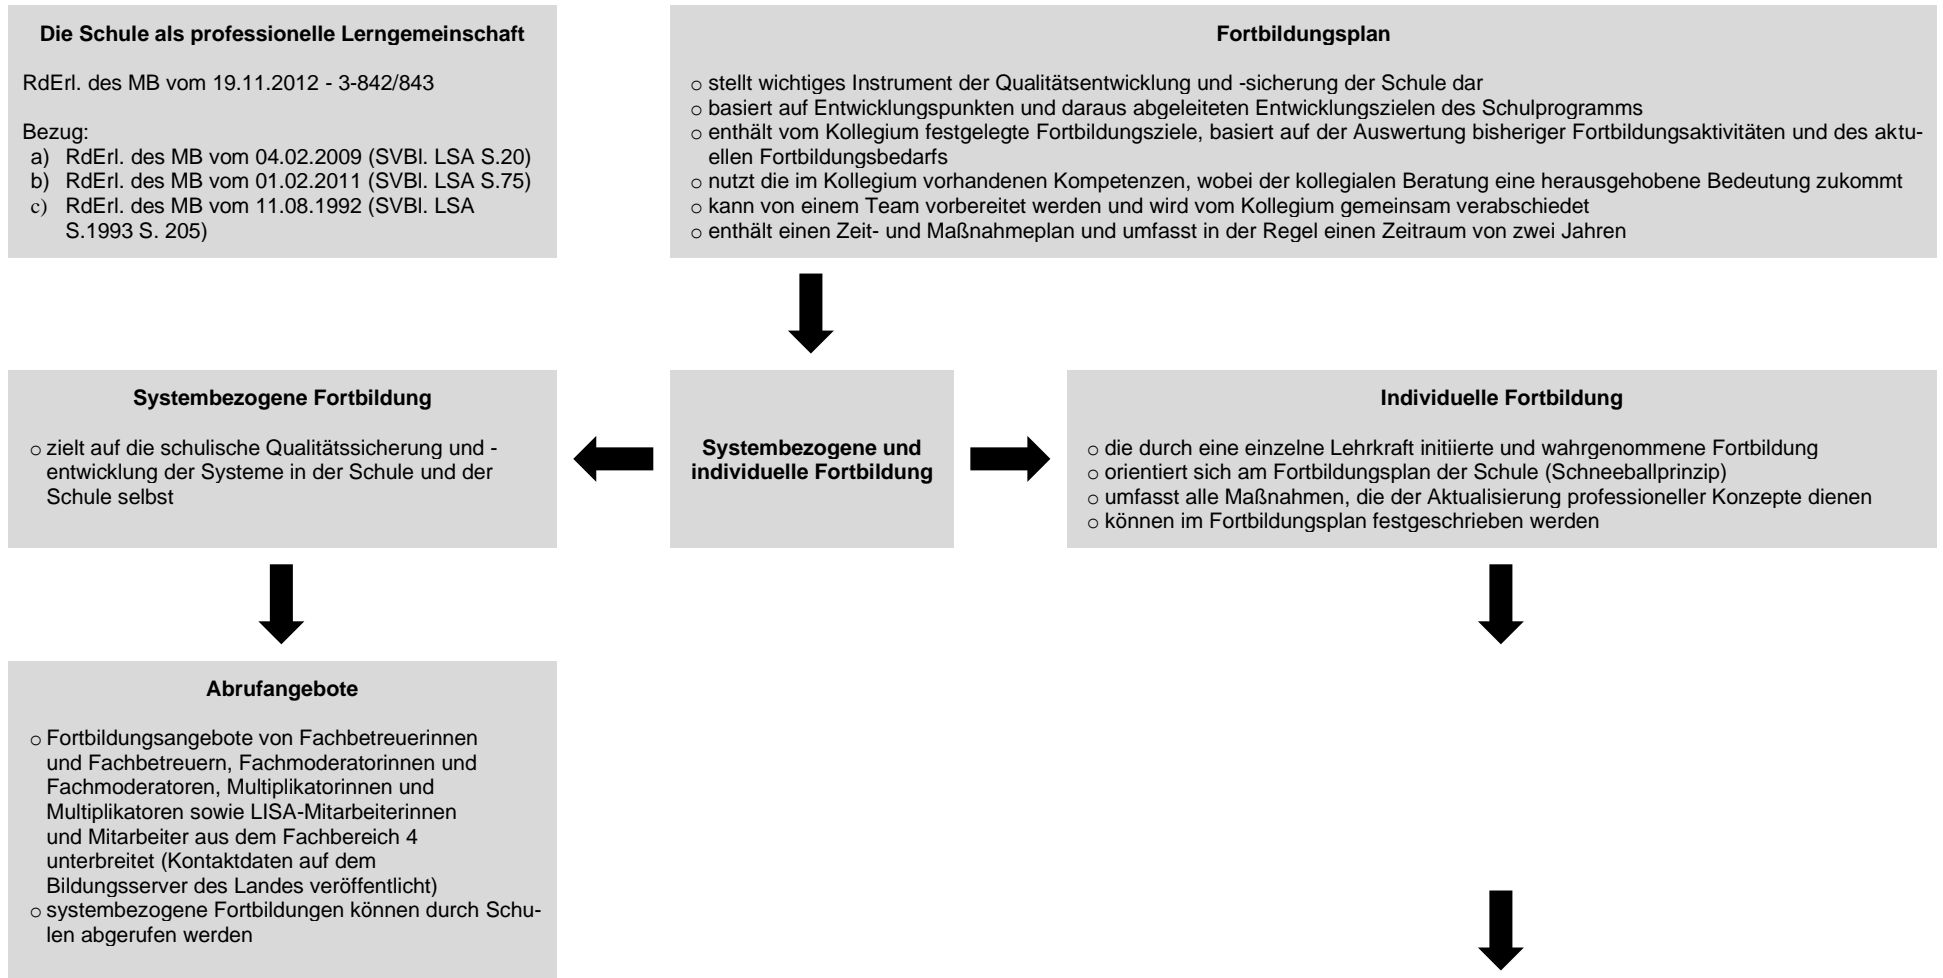 Die Schule als professionelle Lerngemeinschaft
RdErl. des MB vom 19.11.2012 - 3-842/843
Bezug:
a) RdErl. des MB vom 04.02.2009 (SVBl. LSA S.20)
b) RdErl. des MB vom 01.02.2011 (SVBl. LSA S.75)
c) RdErl. des MB vom 11.08.1992 (SVBl. LSA
S.1993 S. 205)
Fortbildungsplan
o stellt wichtiges Instrument der Qualitätsentwicklung und -sicherung der Schule dar
o basiert auf Entwicklungspunkten und daraus abgeleiteten Entwicklungszielen des Schulprogramms
o enthält vom Kollegium festgelegte Fortbildungsziele, basiert auf der Auswertung bisheriger Fortbildungsaktivitäten und des aktu-
ellen Fortbildungsbedarfs
o nutzt die im Kollegium vorhandenen Kompetenzen, wobei der kollegialen Beratung eine herausgehobene Bedeutung zukommt
o kann von einem Team vorbereitet werden und wird vom Kollegium gemeinsam verabschiedet
o enthält einen Zeit- und Maßnahmeplan und umfasst in der Regel einen Zeitraum von zwei Jahren
Systembezogene Fortbildung
o zielt auf die schulische Qualitätssicherung und -
entwicklung der Systeme in der Schule und der
Schule selbst
Systembezogene und
individuelle Fortbildung
Individuelle Fortbildung
o die durch eine einzelne Lehrkraft initiierte und wahrgenommene Fortbildung
o orientiert sich am Fortbildungsplan der Schule (Schneeballprinzip)
o umfasst alle Maßnahmen, die der Aktualisierung professioneller Konzepte dienen
o können im Fortbildungsplan festgeschrieben werden
Abrufangebote
o Fortbildungsangebote von Fachbetreuerinnen
und Fachbetreuern, Fachmoderatorinnen und
Fachmoderatoren, Multiplikatorinnen und
Multiplikatoren sowie LISA-Mitarbeiterinnen
und Mitarbeiter aus dem Fachbereich 4
unterbreitet (Kontaktdaten auf dem
Bildungsserver des Landes veröffentlicht)
o systembezogene Fortbildungen können durch Schu-
len abgerufen werden